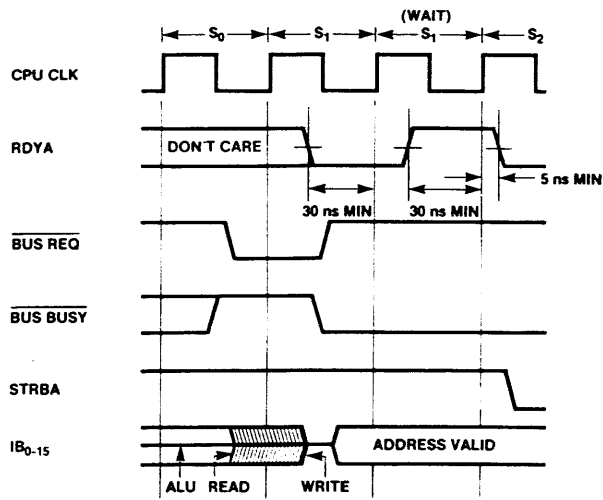 (WAIT)
S0 S1 S1 S2
CPU CLK
RDYA
DON'T CARE
5 ns MIN
30 ns MIN 30 ns MIN
BUS REQ
BUS BUSY
STRBA
IB0-15
ADDRESS VALID
ALU READ WRITE